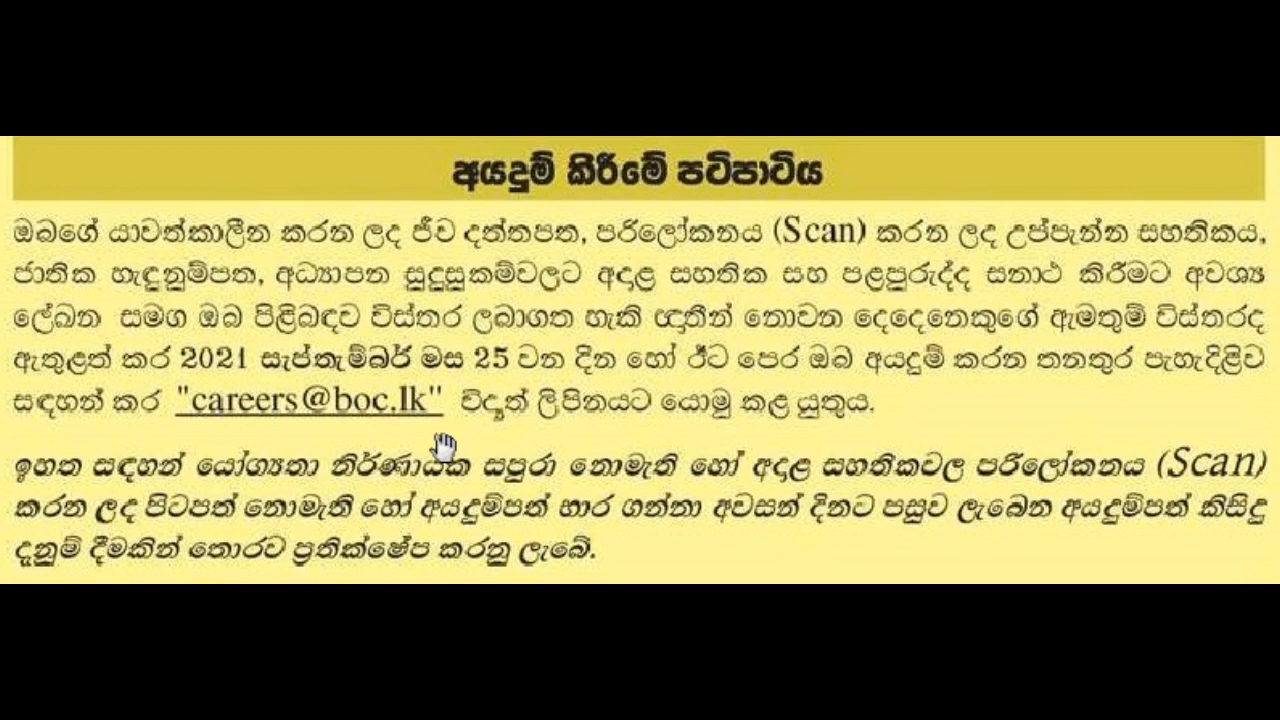 අයදුම් කිරීමේ පටිපාටිය
ඔබගේ යාවත්කාලීන කරන ලද ජීව දත්තපත, පරිලෝකනය (Scan) කරන ලද උප්පැන්න සහතිකය,
ජාතික හැඳුනුම්පත, අධ්‍යාපන සුදුසුකම්වලට අදාළ සහතික සහ පළපුරුද්ද සනාථ කිරීමට අවශ්‍ය
ලේඛන සමග ඔබ පිළිබඳව විස්තර ලබාගත හැකි ඥාතීන් නොවන දෙදෙනෙකුගේ ඇමතුම් විස්තරද
ඇතුළත් කර 2021 සැප්තැම්බර් මස 25 වන දින හෝ ඊට පෙර ඔබ අයදුම් කරන තනතුර පැහැදිළිව
සඳහන් කර "careers@boc.lk" විද්‍යුත් ලිපිනයට යොමු කළ යුතුය.
ඉහත සඳහන් යෝග්‍යතා නිර්ණායක සපුරා නොමැති හෝ අදාළ සහතිකවල පරිලෝකනය (Scan)
කරන ලද පිටපත් නොමැති හෝ අයදුම්පත් භාර ගන්නා අවසන් දිනට පසුව ලැබෙන අයදුම්පත් කිසිදු
දැනුම් දීමකින් තොරව ප්‍රතික්ෂේප කරනු ලැබේ.